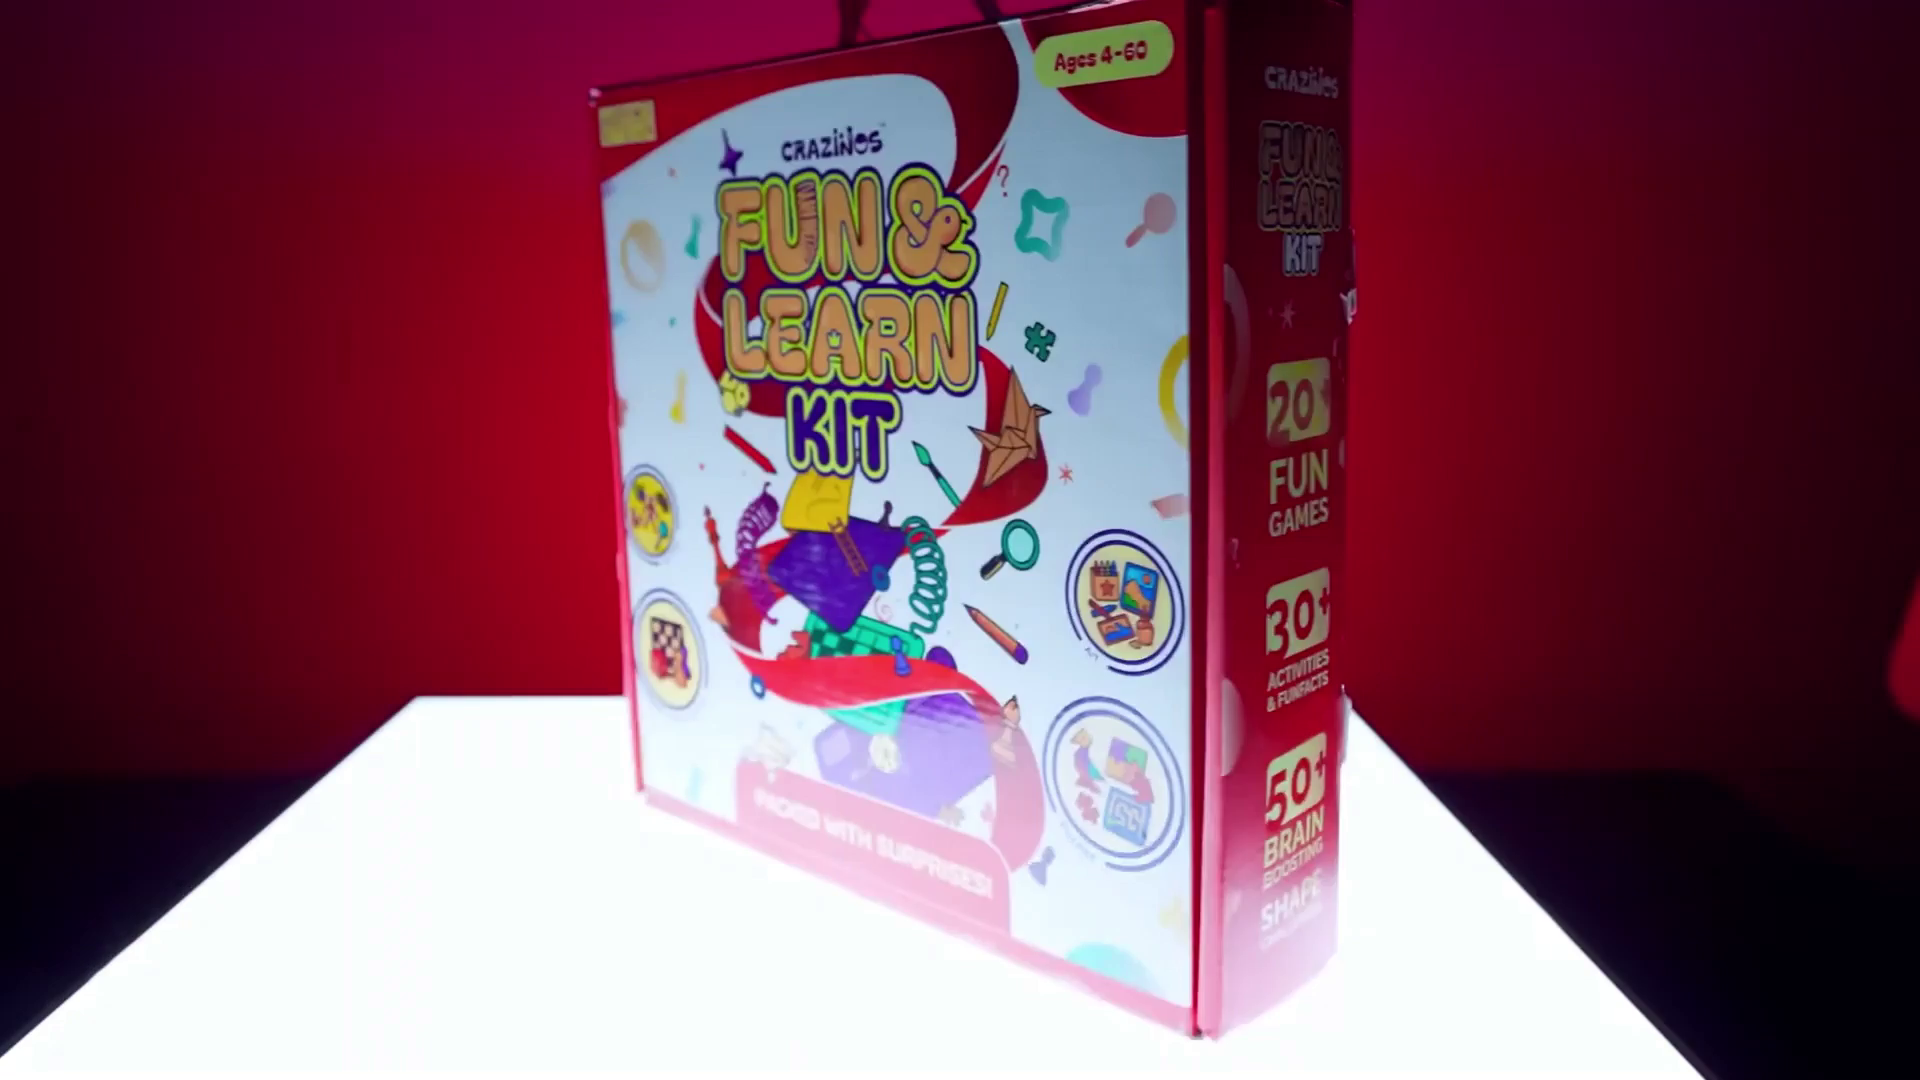 Ages 4-60
CRAZiNOS™
FUN &
LEARN
KIT
PACKED WITH SURPRISES!
CRAZiNOS
FUN &
LEARN
KIT
20+
FUN
GAMES
30+
ACTIVITIES
& FUNFACTS
50+
BRAIN
BOOSTING
SHAPE